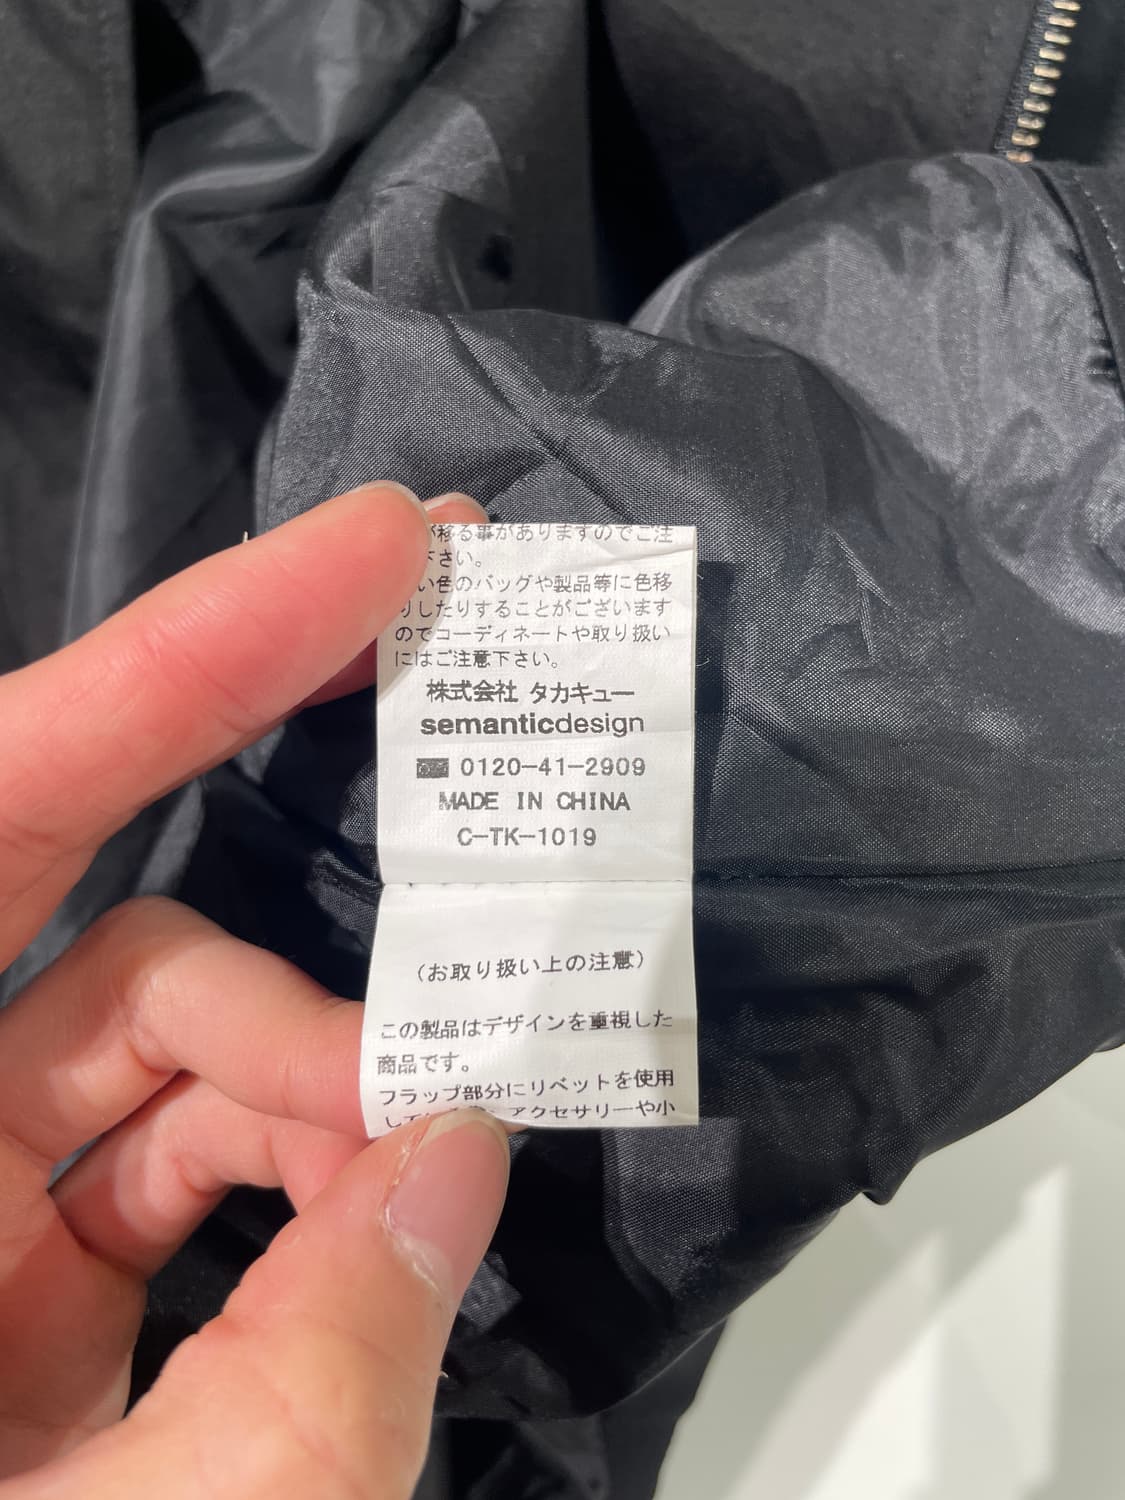 が移る事がありますのでご注
下さい。
い色のバッグや製品等に色移
りしたりすることがございます
のでコーディネートや取り扱い
にはご注意下さい。
株式会社 タカキュー
semanticdesign
0120-41-2909
MADE IN CHINA
C-TK-1019
(お取り扱い上の注意)
この製品はデザインを重視した
商品です。
フラップ部分にリベットを使用
アクセサリーや小